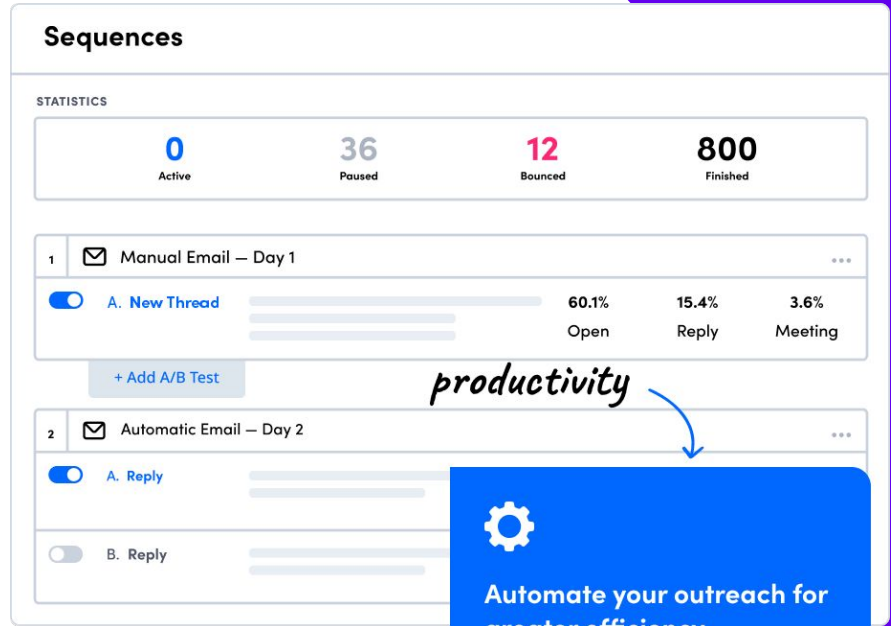 Sequences
STATISTICS
0 36 12 800
Active Paused Bounced Finished
1 Manual Email — Day 1
A. New Thread 60.1% 15.4% 3.6%
Open Reply Meeting
+ Add A/B Test
productivity
2 Automatic Email — Day 2
A. Reply
B. Reply
Automate your outreach for
greater efficiency